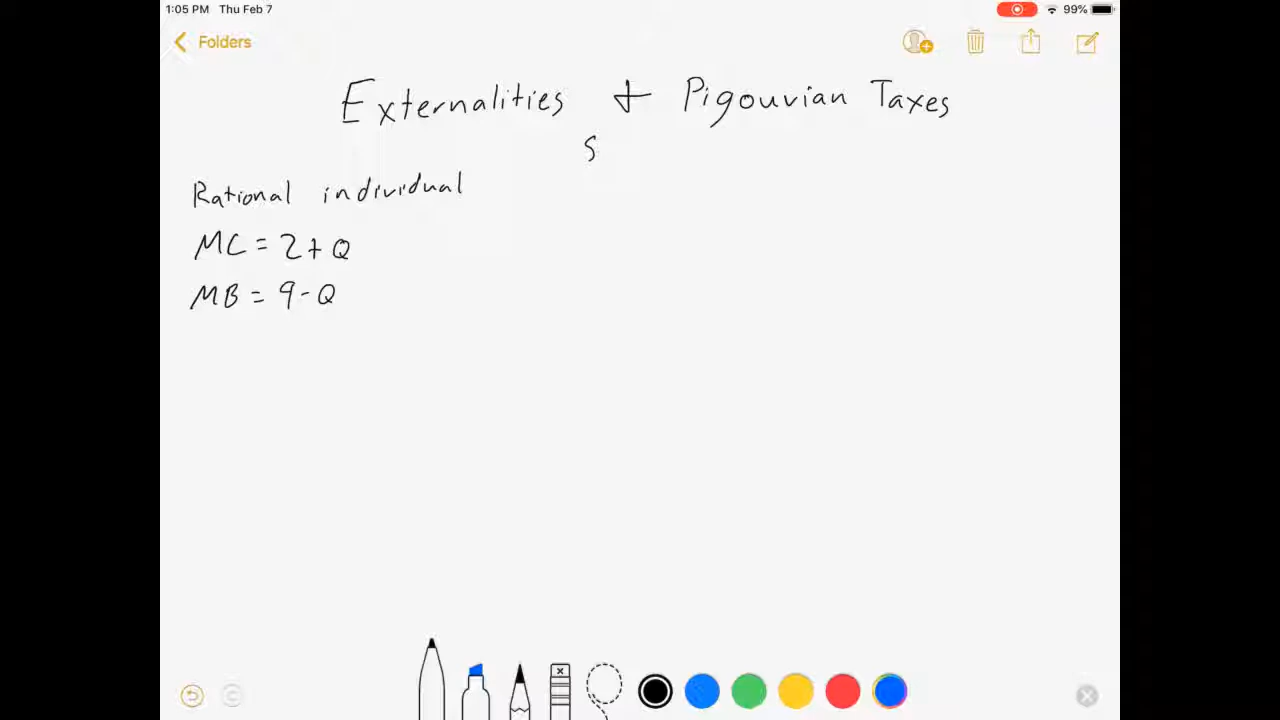 1:05 PM Thu Feb 7 99%
Folders
Externalities + Pigouvian Taxes
S
Rational individual
MC = 2 + Q
MB = 9 - Q